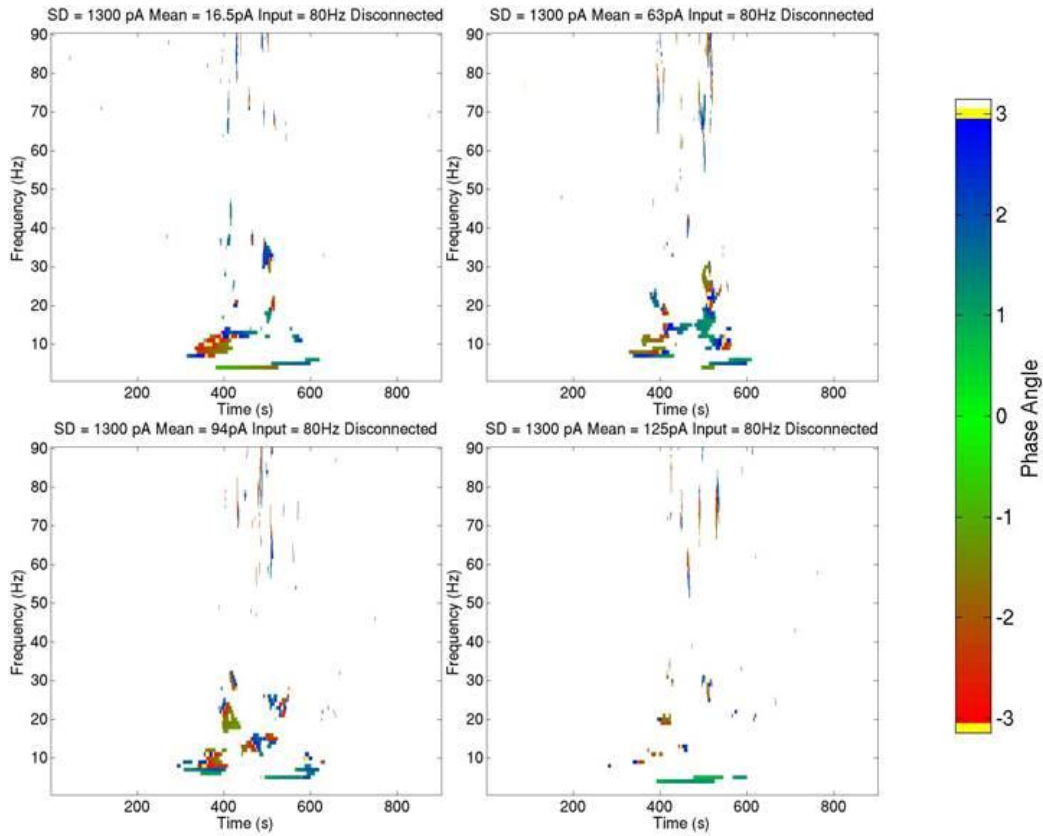 SD = 1300 pA Mean = 16.5pA Input = 80Hz Disconnected
90
80
70
60
50
40
30
20
10
Frequency (Hz)
200 400 600 800
Time (s)
SD = 1300 pA Mean = 63pA Input = 80Hz Disconnected
90
80
70
60
50
40
30
20
10
Frequency (Hz)
200 400 600 800
Time (s)
SD = 1300 pA Mean = 94pA Input = 80Hz Disconnected
90
80
70
60
50
40
30
20
10
Frequency (Hz)
200 400 600 800
Time (s)
SD = 1300 pA Mean = 125pA Input = 80Hz Disconnected
90
80
70
60
50
40
30
20
10
Frequency (Hz)
200 400 600 800
Time (s)
3
2
1
0
-1
-2
-3
Phase Angle